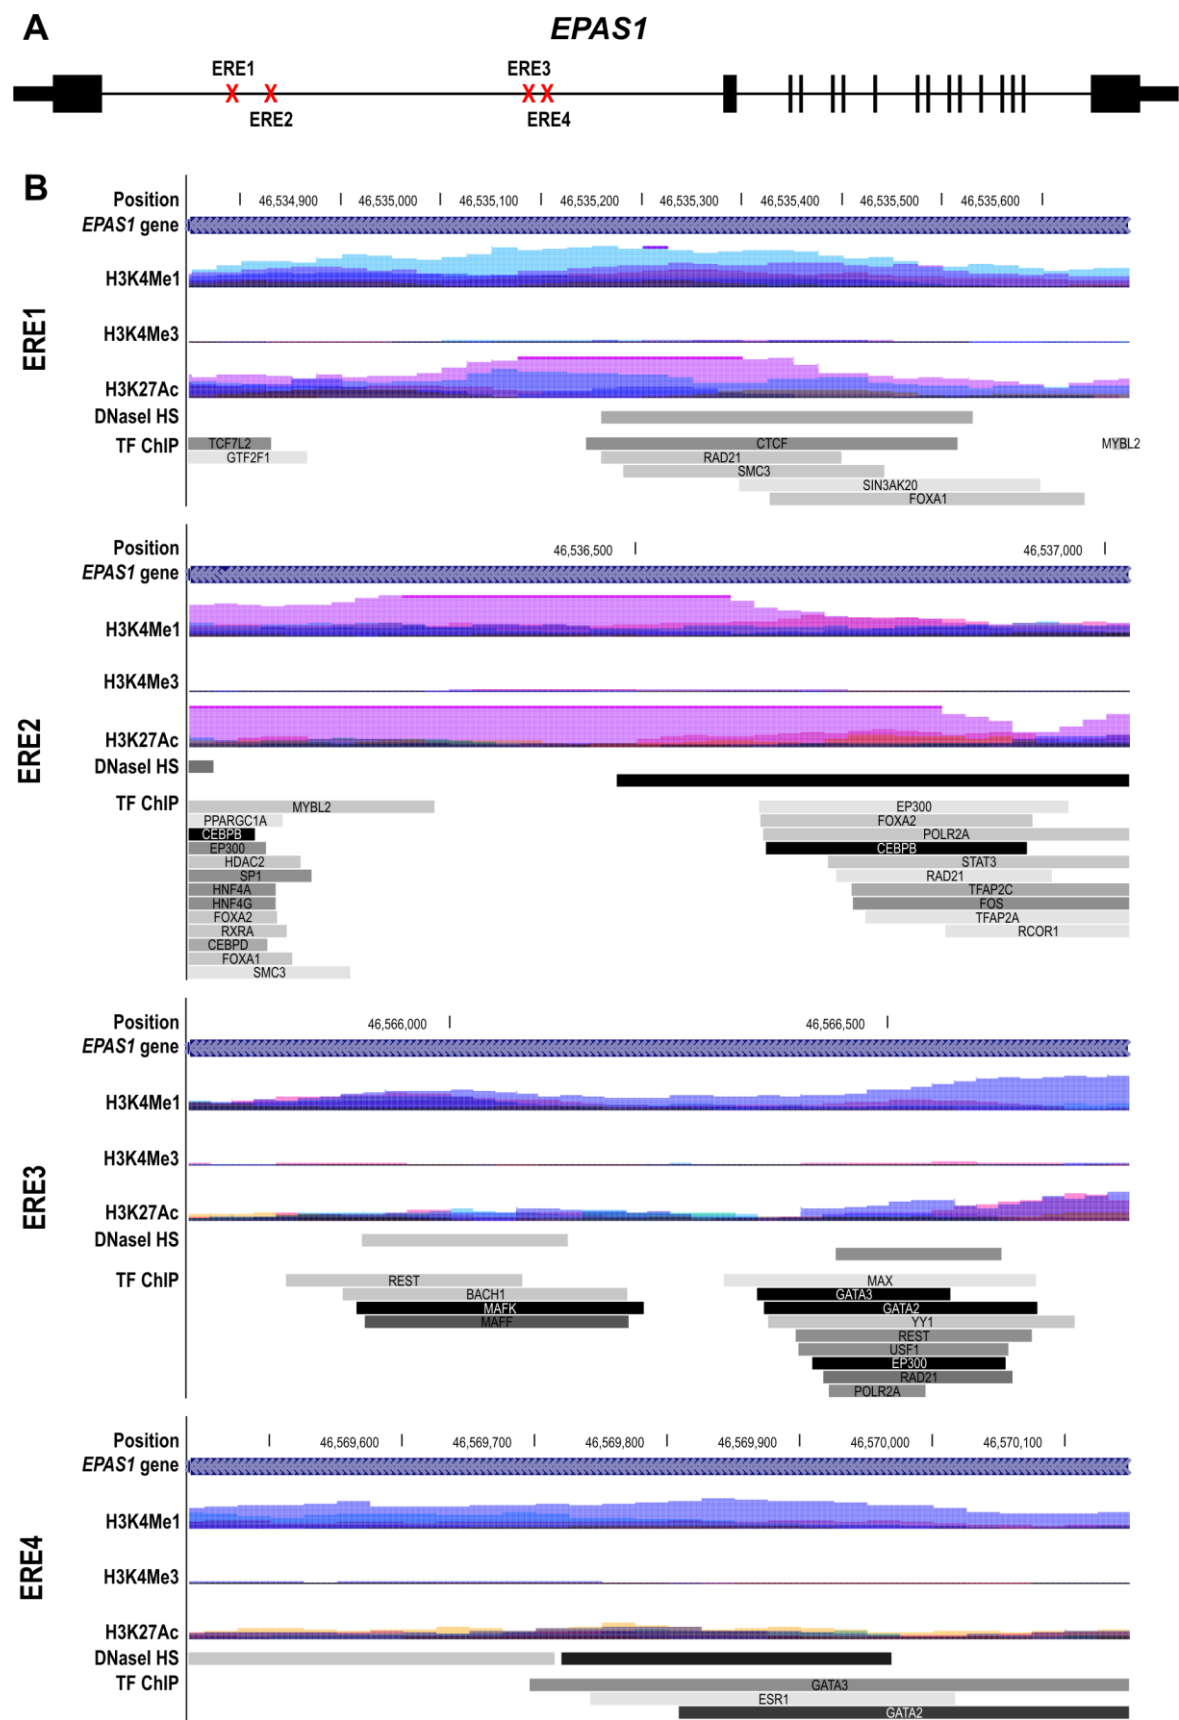 A
EPAS1
ERE1
ERE3
ERE2
ERE4
B
ERE1
Position
46,534,900 46,535,000 46,535,100 46,535,200 46,535,300 46,535,400 46,535,500 46,535,600
EPAS1 gene
H3K4Me1
H3K4Me3
H3K27Ac
DNaseI HS
TF ChIP
TCF7L2 CTCF MYBL2
GTF2F1 RAD21
SMC3
SIN3AK20
FOXA1
ERE2
Position
46,536,500 46,537,000
EPAS1 gene
H3K4Me1
H3K4Me3
H3K27Ac
DNaseI HS
TF ChIP
MYBL2 EP300
PPARGC1A FOXA2
CEBPB POLR2A
EP300 CEBPB
HDAC2 STAT3
SP1 RAD21
HNF4A TFAP2C
HNF4G FOS
FOXA2 TFAP2A
RXRA RCOR1
CEBPD
FOXA1
SMC3
ERE3
Position
46,566,000 46,566,500
EPAS1 gene
H3K4Me1
H3K4Me3
H3K27Ac
DNaseI HS
TF ChIP
REST MAX
BACH1 GATA3
MAFK GATA2
MAFF YY1
REST
USF1
EP300
RAD21
POLR2A
ERE4
Position
46,569,600 46,569,700 46,569,800 46,569,900 46,570,000 46,570,100
EPAS1 gene
H3K4Me1
H3K4Me3
H3K27Ac
DNaseI HS
TF ChIP
GATA3
ESR1
GATA2